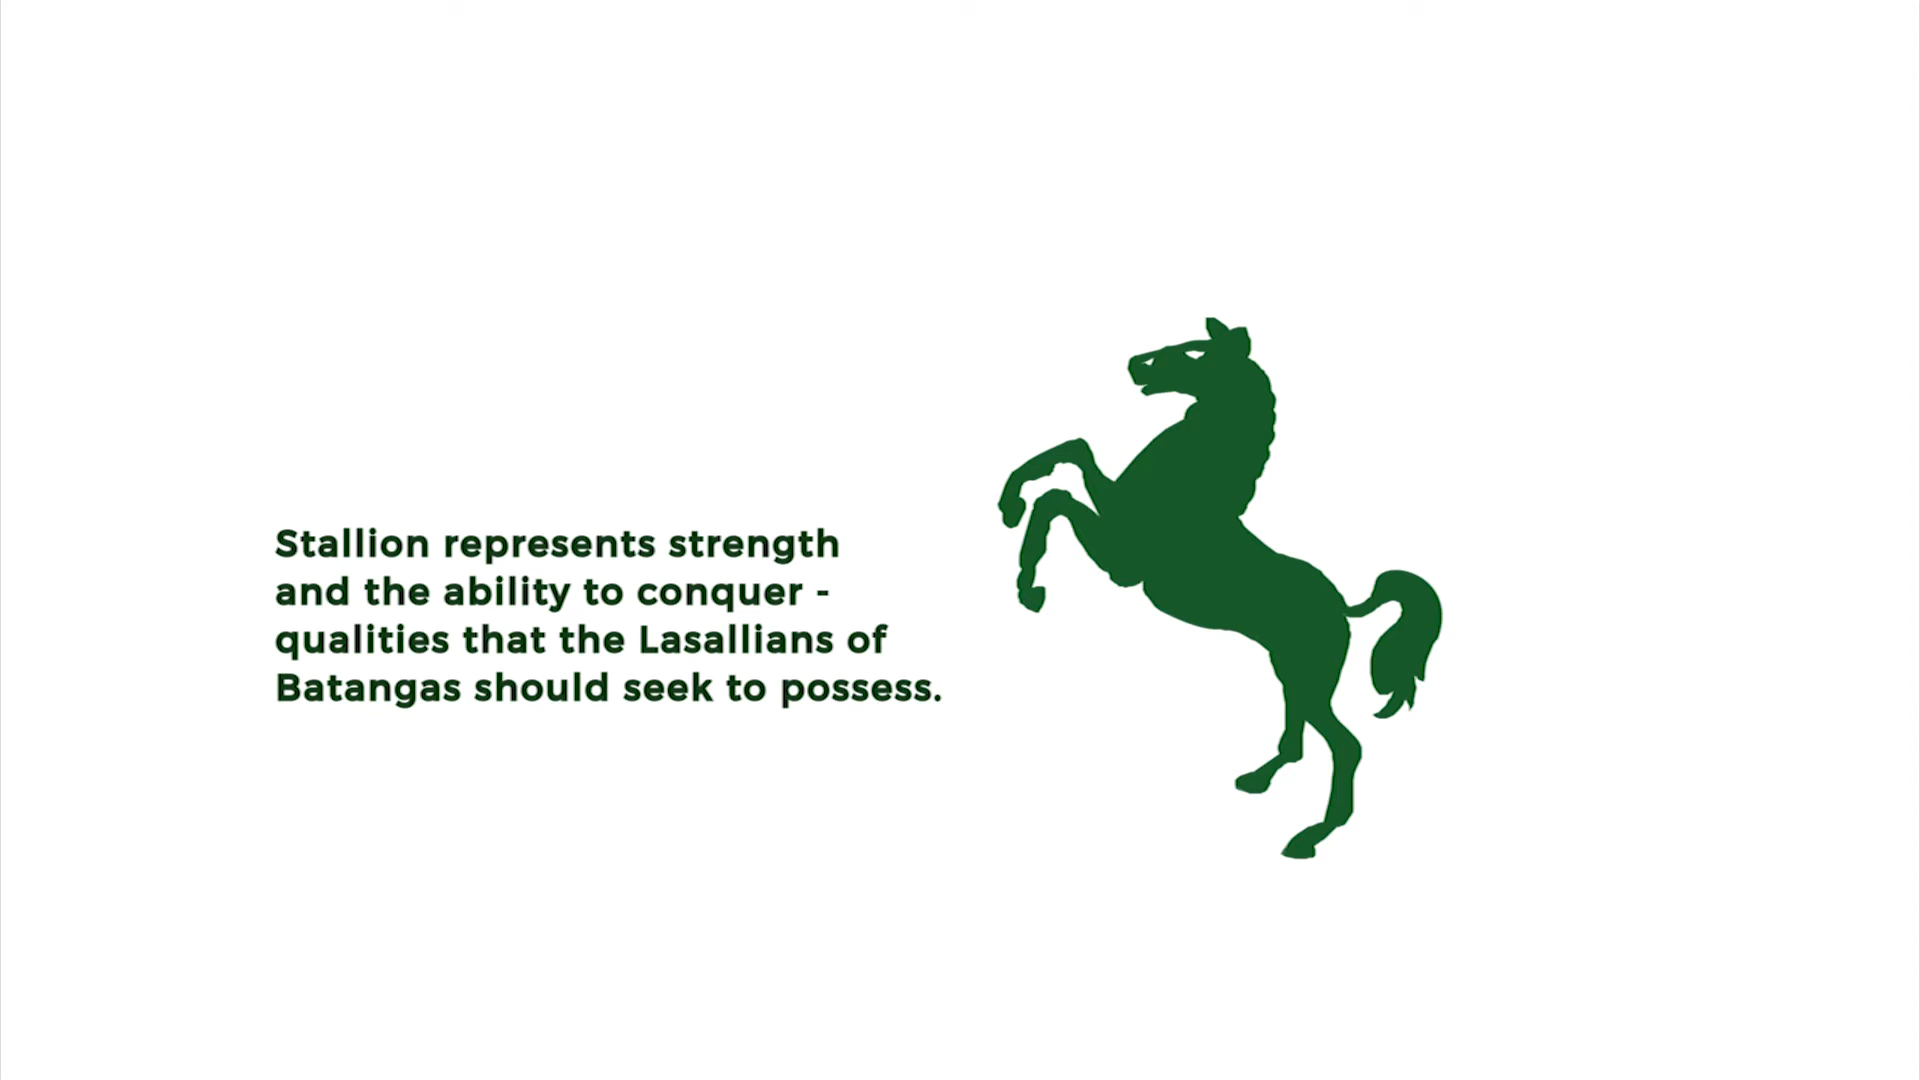 Stallion represents strength
and the ability to conquer -
qualities that the Lasallians of
Batangas should seek to possess.